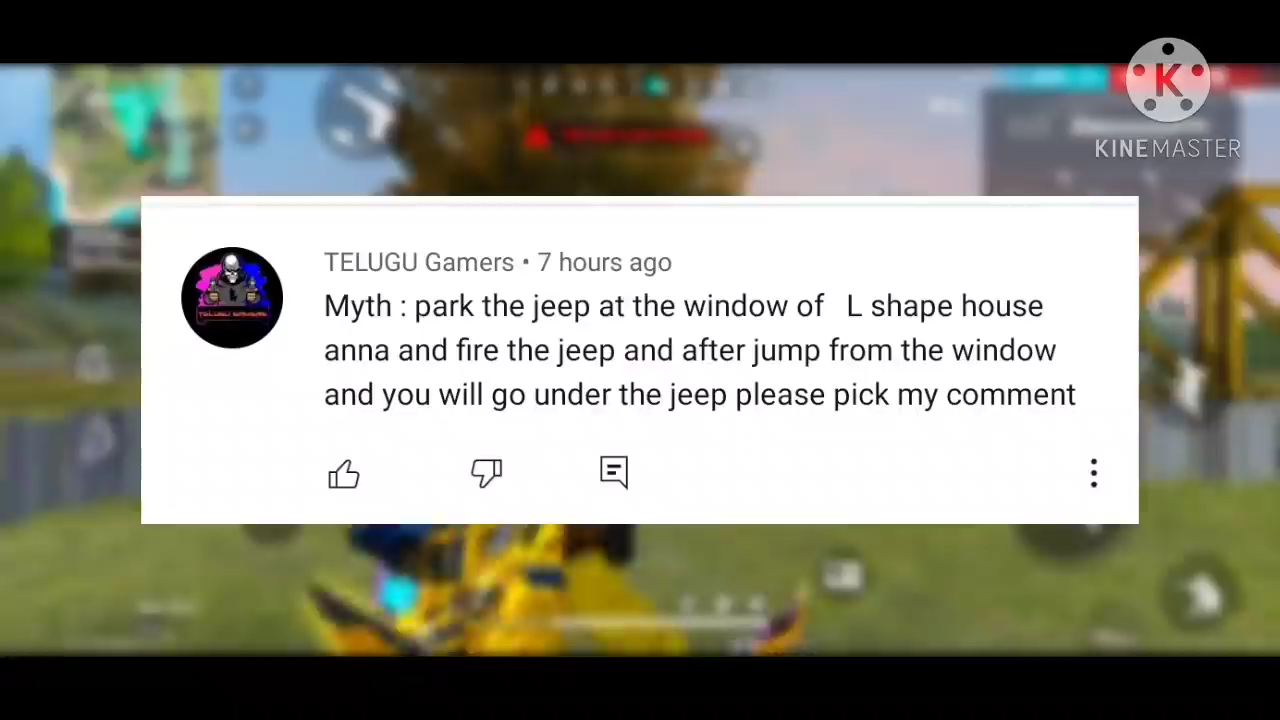 KINEMASTER
TELUGU Gamers • 7 hours ago
Myth : park the jeep at the window of L shape house
anna and fire the jeep and after jump from the window
and you will go under the jeep please pick my comment